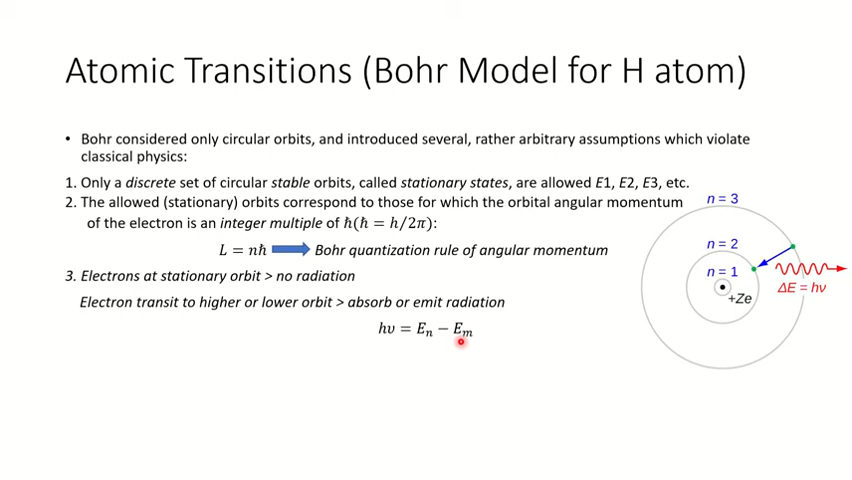 Atomic Transitions (Bohr Model for H atom)
• Bohr considered only circular orbits, and introduced several, rather arbitrary assumptions which violate
classical physics:
1. Only a discrete set of circular stable orbits, called stationary states, are allowed E1, E2, E3, etc.
2. The allowed (stationary) orbits correspond to those for which the orbital angular momentum
of the electron is an integer multiple of ℏ(ℏ = h/2π):
L = nℏ Bohr quantization rule of angular momentum
3. Electrons at stationary orbit > no radiation
Electron transit to higher or lower orbit > absorb or emit radiation
hυ = Eₙ − Eₘ
n = 3
n = 2
n = 1
+Ze
ΔE = hν